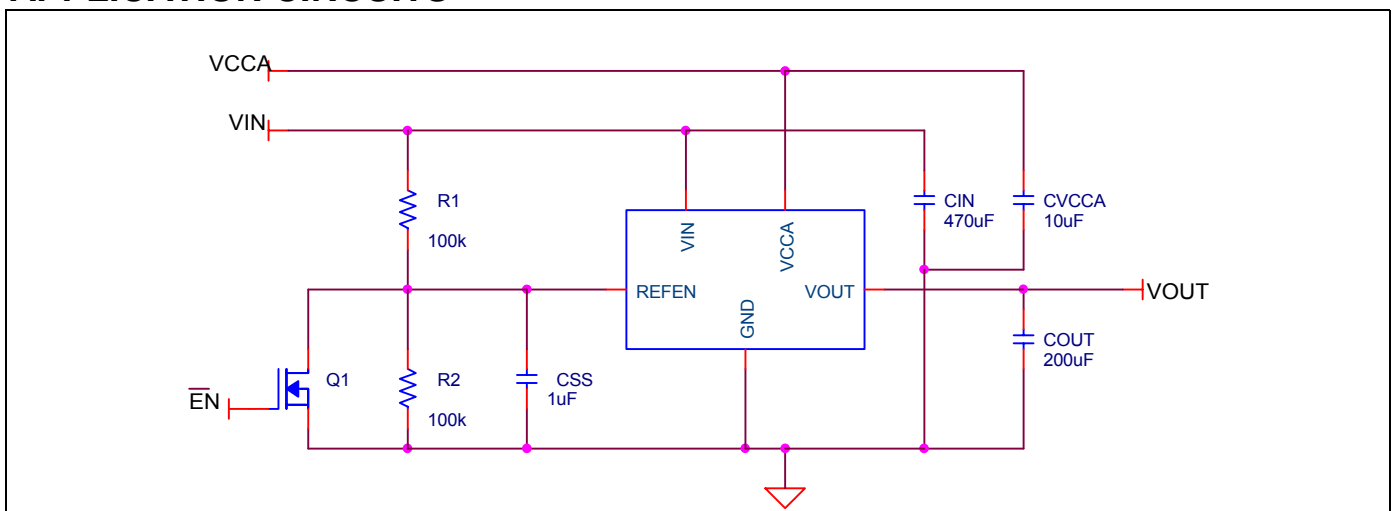 VCCA
VIN
R1
100k
CIN
470uF
CVCCA
10uF
VIN
VCCA
REFEN
VOUT
GND
VOUT
COUT
200uF
EN
Q1
R2
100k
CSS
1uF